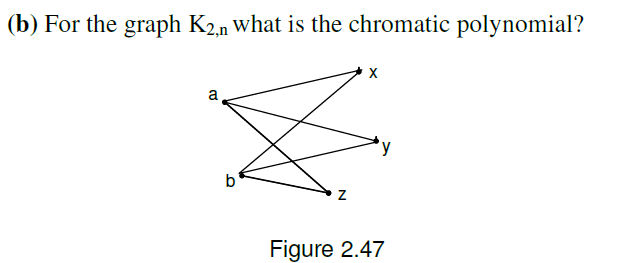 (b) For the graph K2,n what is the chromatic polynomial?
x
a
y
b
z
Figure 2.47